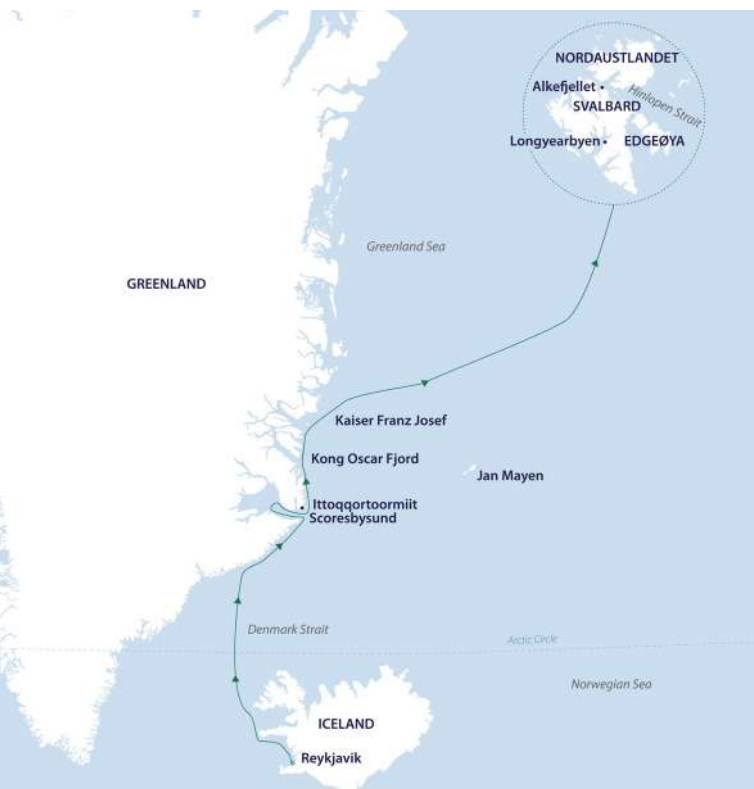 NORDAUSTLANDET
Alkefjellet
Hinlopen Strait
SVALBARD
Longyearbyen
EDGEØYA
Greenland Sea
GREENLAND
Kaiser Franz Josef
Kong Oscar Fjord
Jan Mayen
Ittoqqortoormiit
Scoresbysund
Denmark Strait
Arctic Circle
Norwegian Sea
ICELAND
Reykjavik